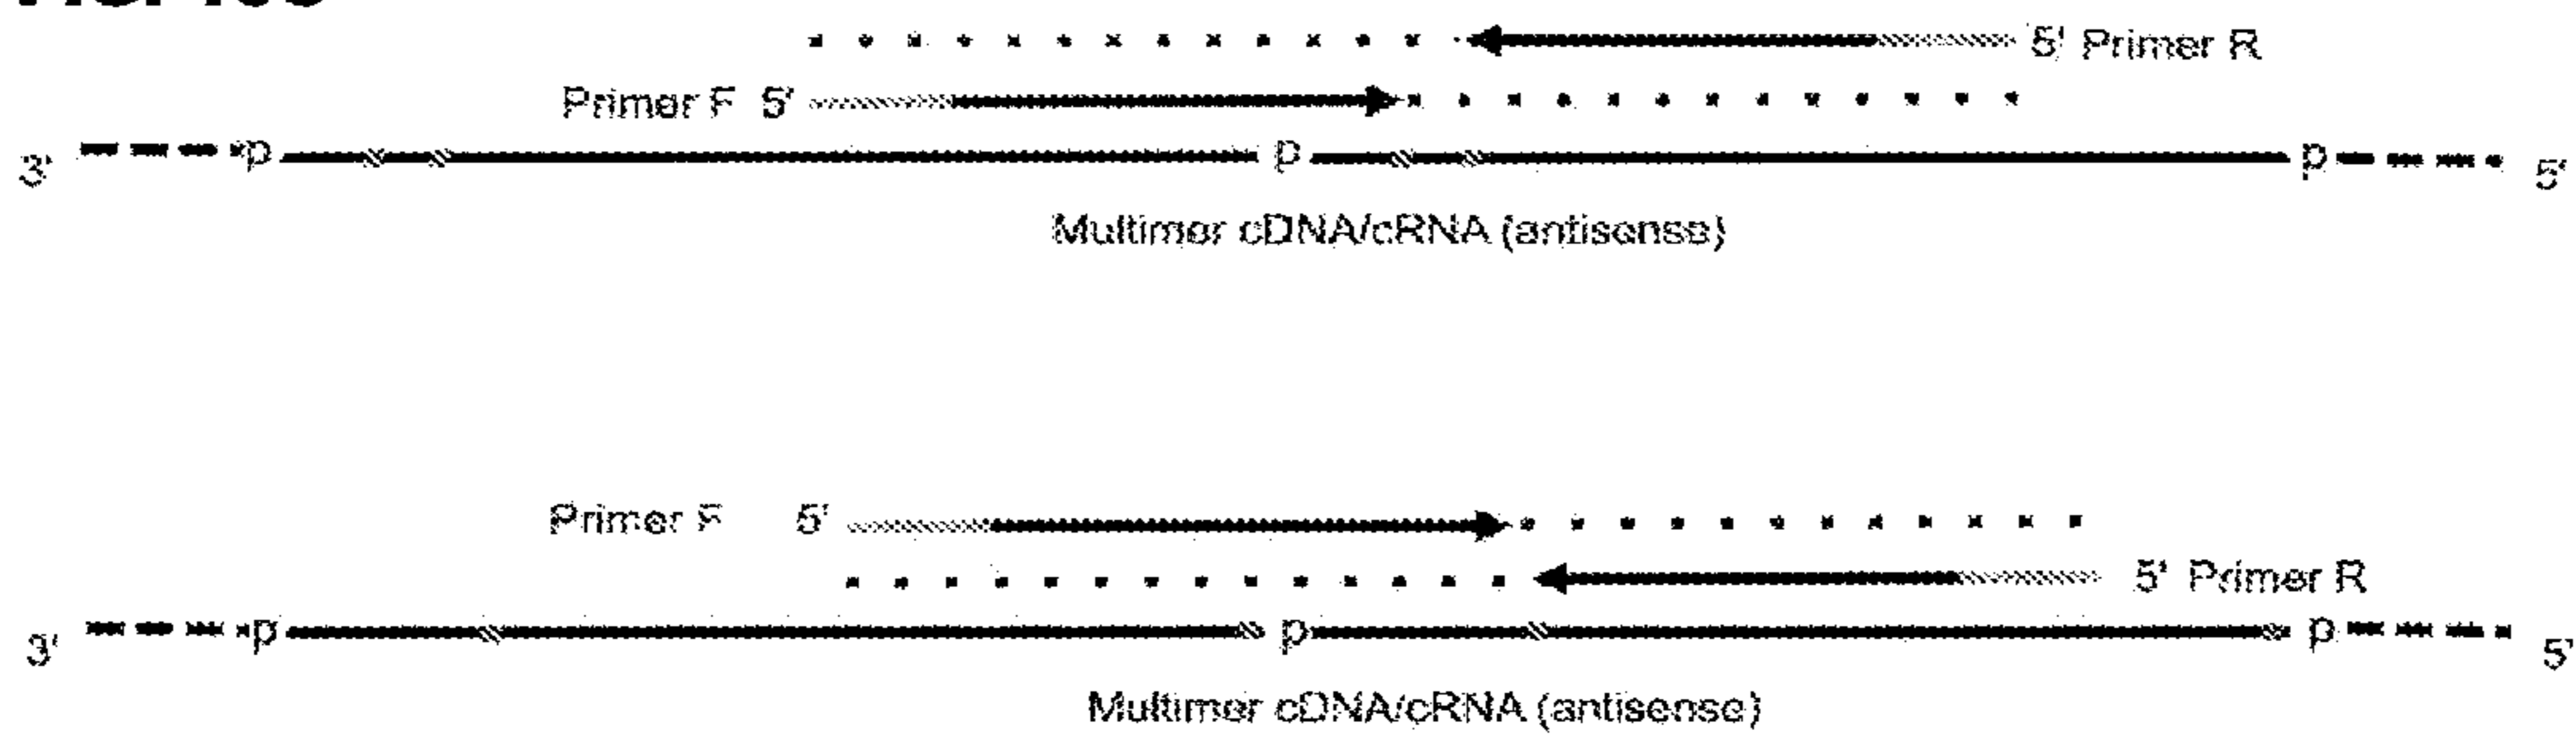 5' Primer R
Primer F 5'
3' p p p 5'
Multimer cDNA/cRNA (antisense)
Primer F 5'
5' Primer R
3' p p p 5'
Multimer cDNA/cRNA (antisense)